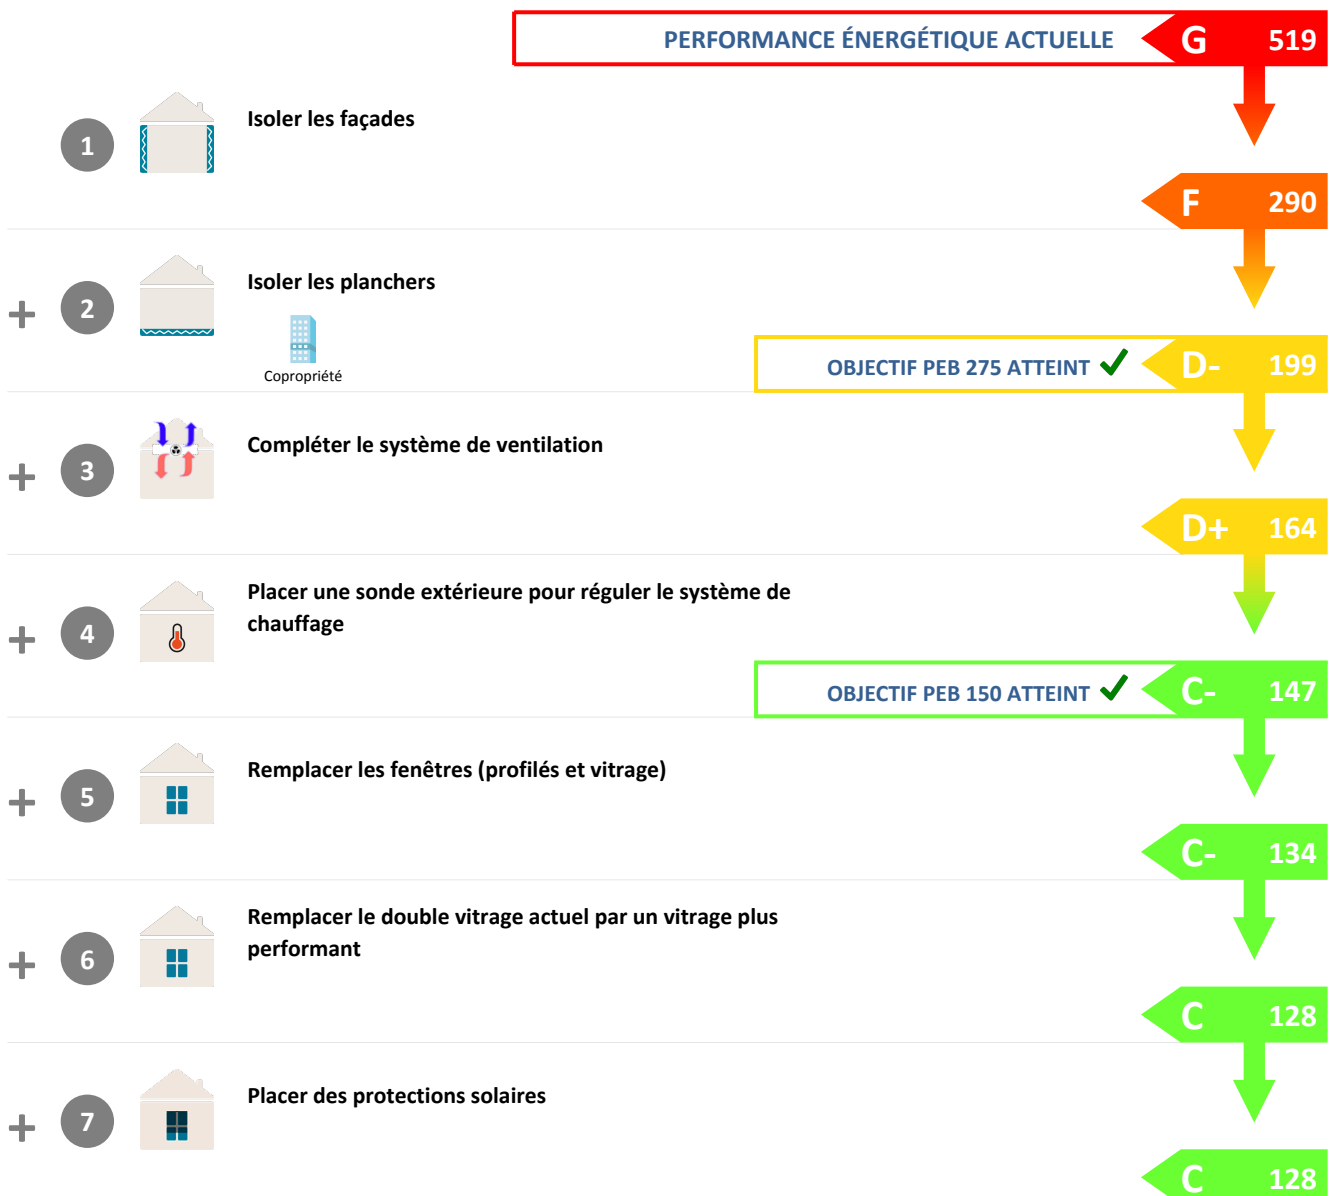 PERFORMANCE ÉNERGÉTIQUE ACTUELLE G 519
1 Isoler les façades
F 290
+ 2 Isoler les planchers
Copropriété
OBJECTIF PEB 275 ATTEINT ✓ D- 199
+ 3 Compléter le système de ventilation
D+ 164
+ 4 Placer une sonde extérieure pour réguler le système de
chauffage
OBJECTIF PEB 150 ATTEINT ✓ C- 147
+ 5 Remplacer les fenêtres (profilés et vitrage)
C- 134
+ 6 Remplacer le double vitrage actuel par un vitrage plus
performant
C 128
+ 7 Placer des protections solaires
C 128